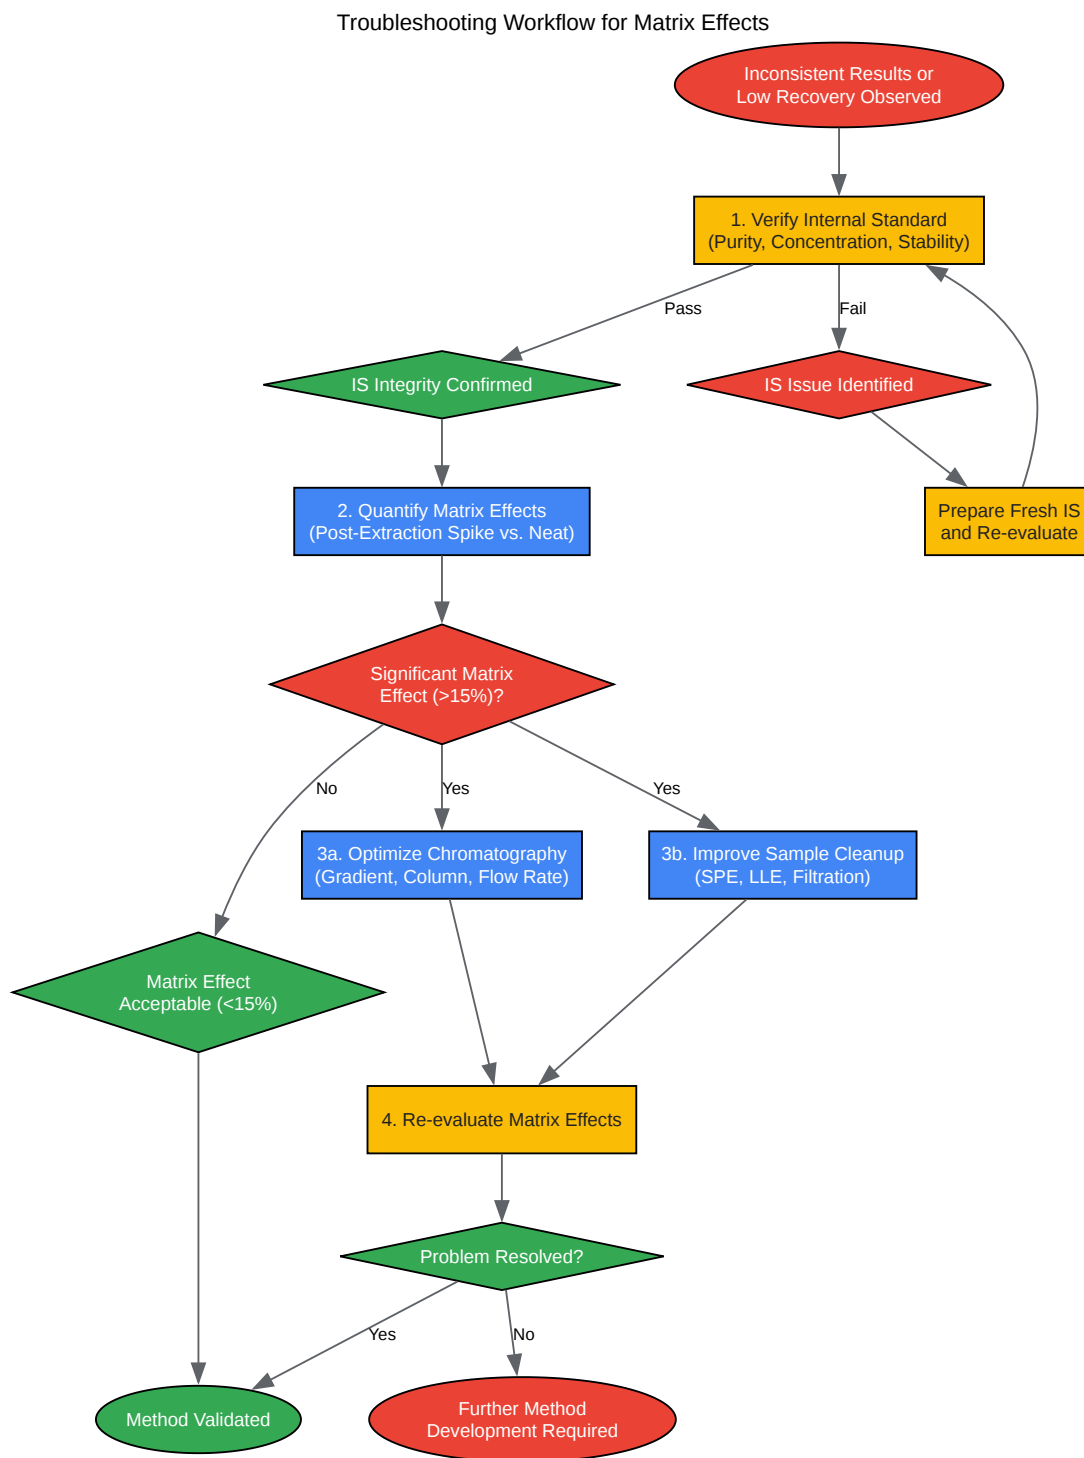 Troubleshooting Workflow for Matrix Effects
Inconsistent Results or
Low Recovery Observed
1. Verify Internal Standard
(Purity, Concentration, Stability)
Pass
Fail
IS Integrity Confirmed
IS Issue Identified
2. Quantify Matrix Effects
(Post-Extraction Spike vs. Neat)
Prepare Fresh IS
and Re-evaluate
Significant Matrix
Effect (>15%)?
No
Yes
Yes
3a. Optimize Chromatography
(Gradient, Column, Flow Rate)
3b. Improve Sample Cleanup
(SPE, LLE, Filtration)
Matrix Effect
Acceptable (<15%)
4. Re-evaluate Matrix Effects
Problem Resolved?
Yes
No
Method Validated
Further Method
Development Required